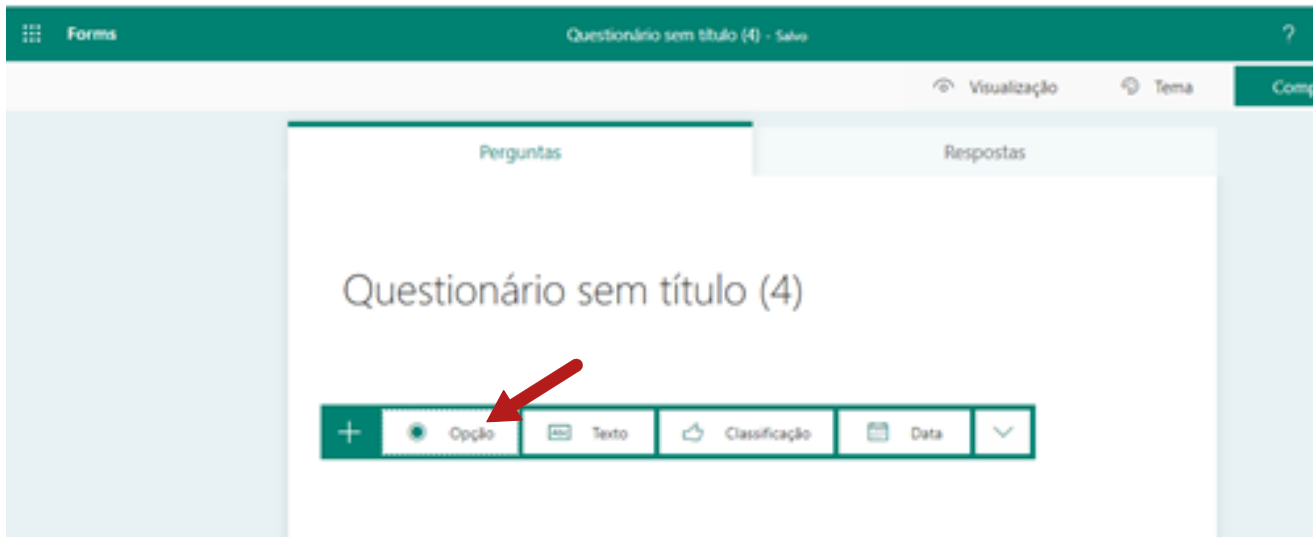 Forms
Questionário sem título (4) - Salvo
?
Visualização
Tema
Comp
Perguntas
Respostas
Questionário sem título (4)
Opção
Texto
Classificação
Data